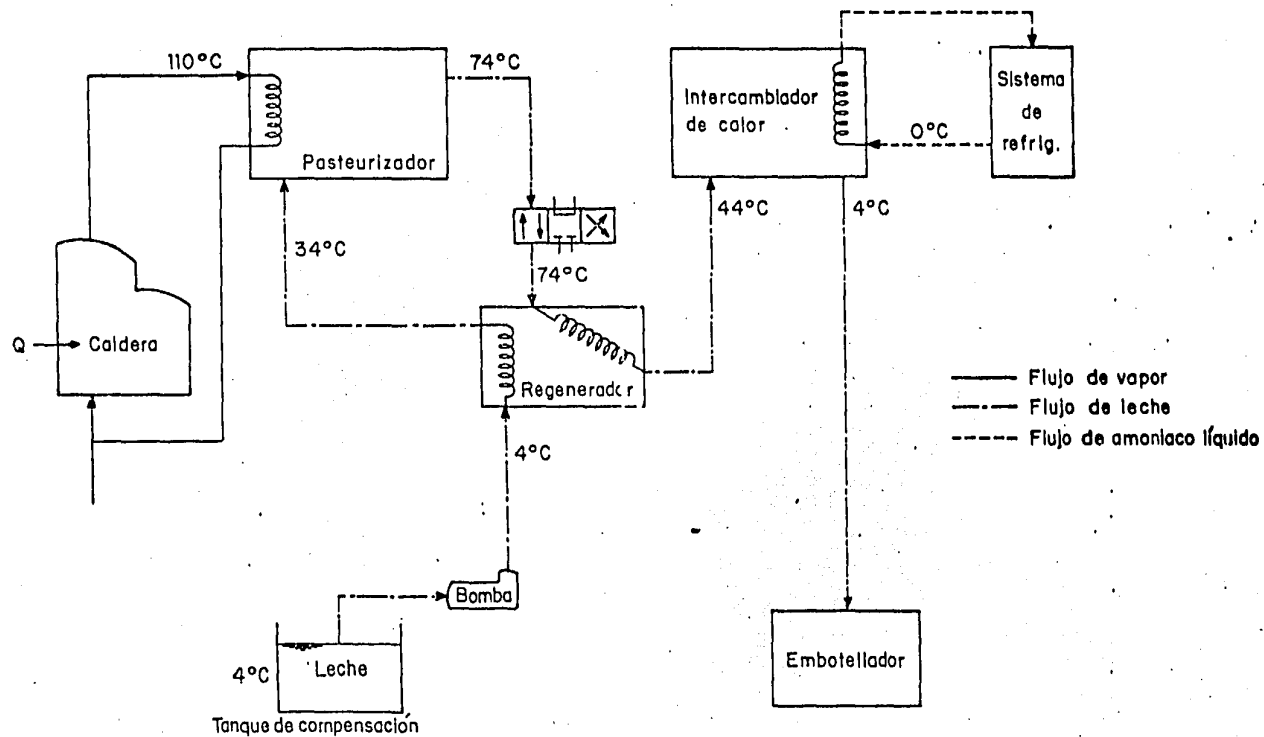 110°C
74°C
Pasteurizador
Intercambiador
de calor
Sistema
de
refrig.
0°C
34°C
74°C
44°C
4°C
Q
Caldera
Regenerador
Flujo de vapor
Flujo de leche
Flujo de amoniaco líquido
4°C
Bomba
4°C
Leche
Tanque de compensación
Embotellador